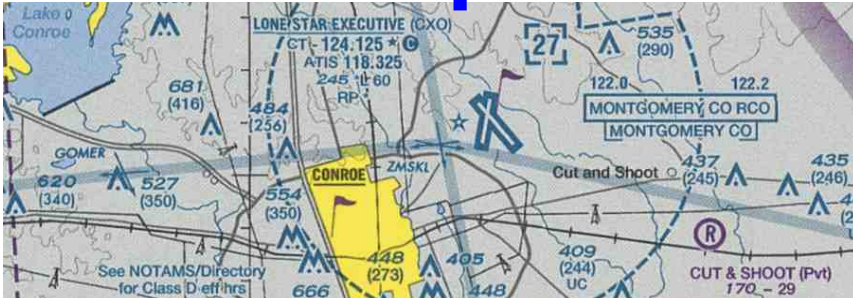 Lake
Conroe
LONE STAR EXECUTIVE (CXO)
CT - 124.125 ★ C
ATIS 118.325
245 *L 60
RP
27
535
(290)
681
(416)
484
(256)
122.0 122.2
MONTGOMERY CO RCO
MONTGOMERY CO
GOMER
CONROE
ZMSKL
Cut and Shoot
437
(245)
435
(246)
620
(340)
527
(350)
554
(350)
R
See NOTAMS/Directory
for Class D eff hrs
448
(273)
405
409
(244)
UC
CUT & SHOOT (Pvt)
170 - 29
666
448